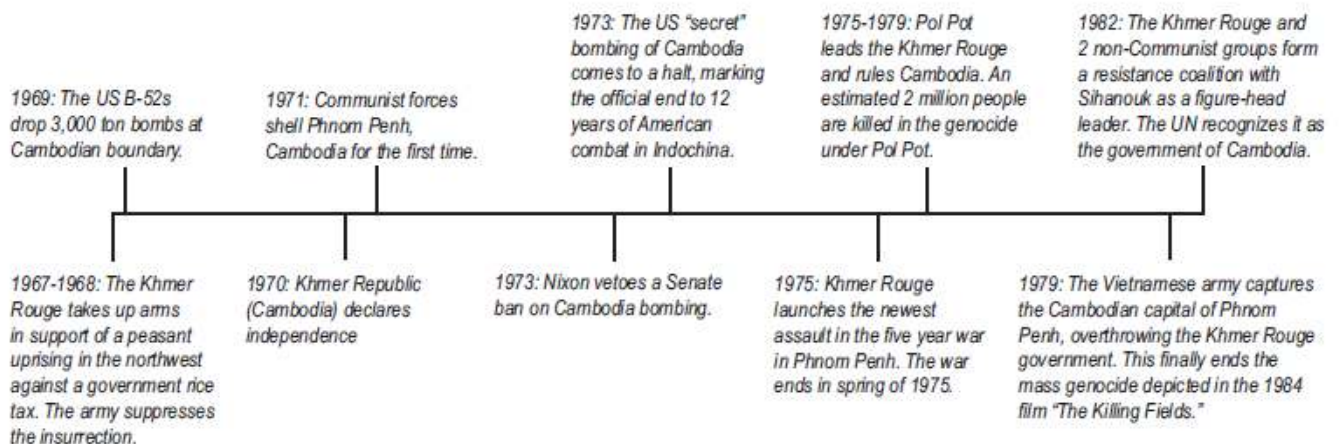 1969: The US B-52s
drop 3,000 ton bombs at
Cambodian boundary.
1971: Communist forces
shell Phnom Penh,
Cambodia for the first time.
1973: The US “secret”
bombing of Cambodia
comes to a halt, marking
the official end to 12
years of American
combat in Indochina.
1975-1979: Pol Pot
leads the Khmer Rouge
and rules Cambodia. An
estimated 2 million people
are killed in the genocide
under Pol Pot.
1982: The Khmer Rouge and
2 non-Communist groups form
a resistance coalition with
Sihanouk as a figure-head
leader. The UN recognizes it as
the government of Cambodia.
1967-1968: The Khmer
Rouge takes up arms
in support of a peasant
uprising in the northwest
against a government rice
tax. The army suppresses
the insurrection.
1970: Khmer Republic
(Cambodia) declares
independence
1973: Nixon vetoes a Senate
ban on Cambodia bombing.
1975: Khmer Rouge
launches the newest
assault in the five year war
in Phnom Penh. The war
ends in spring of 1975.
1979: The Vietnamese army captures
the Cambodian capital of Phnom
Penh, overthrowing the Khmer Rouge
government. This finally ends the
mass genocide depicted in the 1984
film “The Killing Fields.”